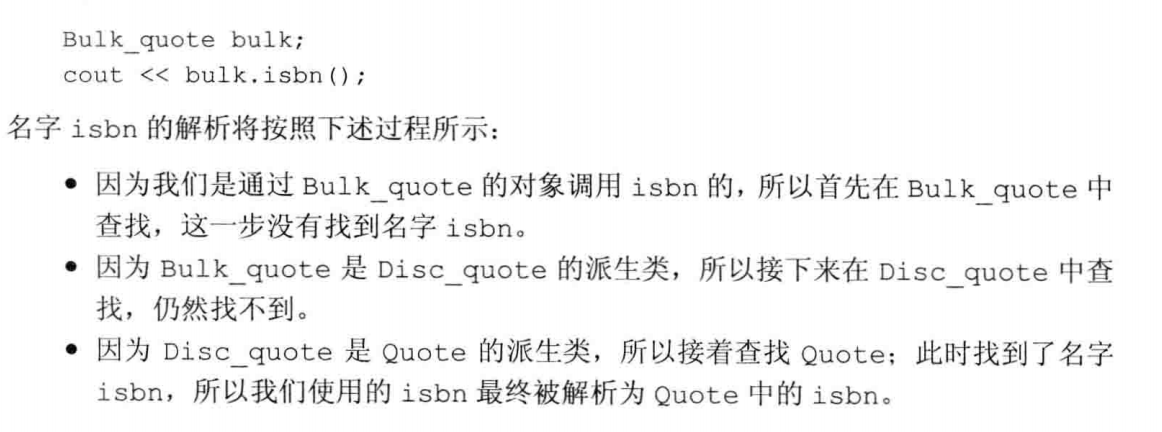 Bulk_quote bulk;
cout << bulk.isbn();
名字 isbn 的解析将按照下述过程所示：
● 因为我们是通过 Bulk_quote 的对象调用 isbn 的，所以首先在 Bulk_quote 中
查找，这一步没有找到名字 isbn。
● 因为 Bulk_quote 是 Disc_quote 的派生类，所以接下来在 Disc_quote 中查
找，仍然找不到。
● 因为 Disc_quote 是 Quote 的派生类，所以接着查找 Quote；此时找到了名字
isbn，所以我们使用的 isbn 最终被解析为 Quote 中的 isbn。